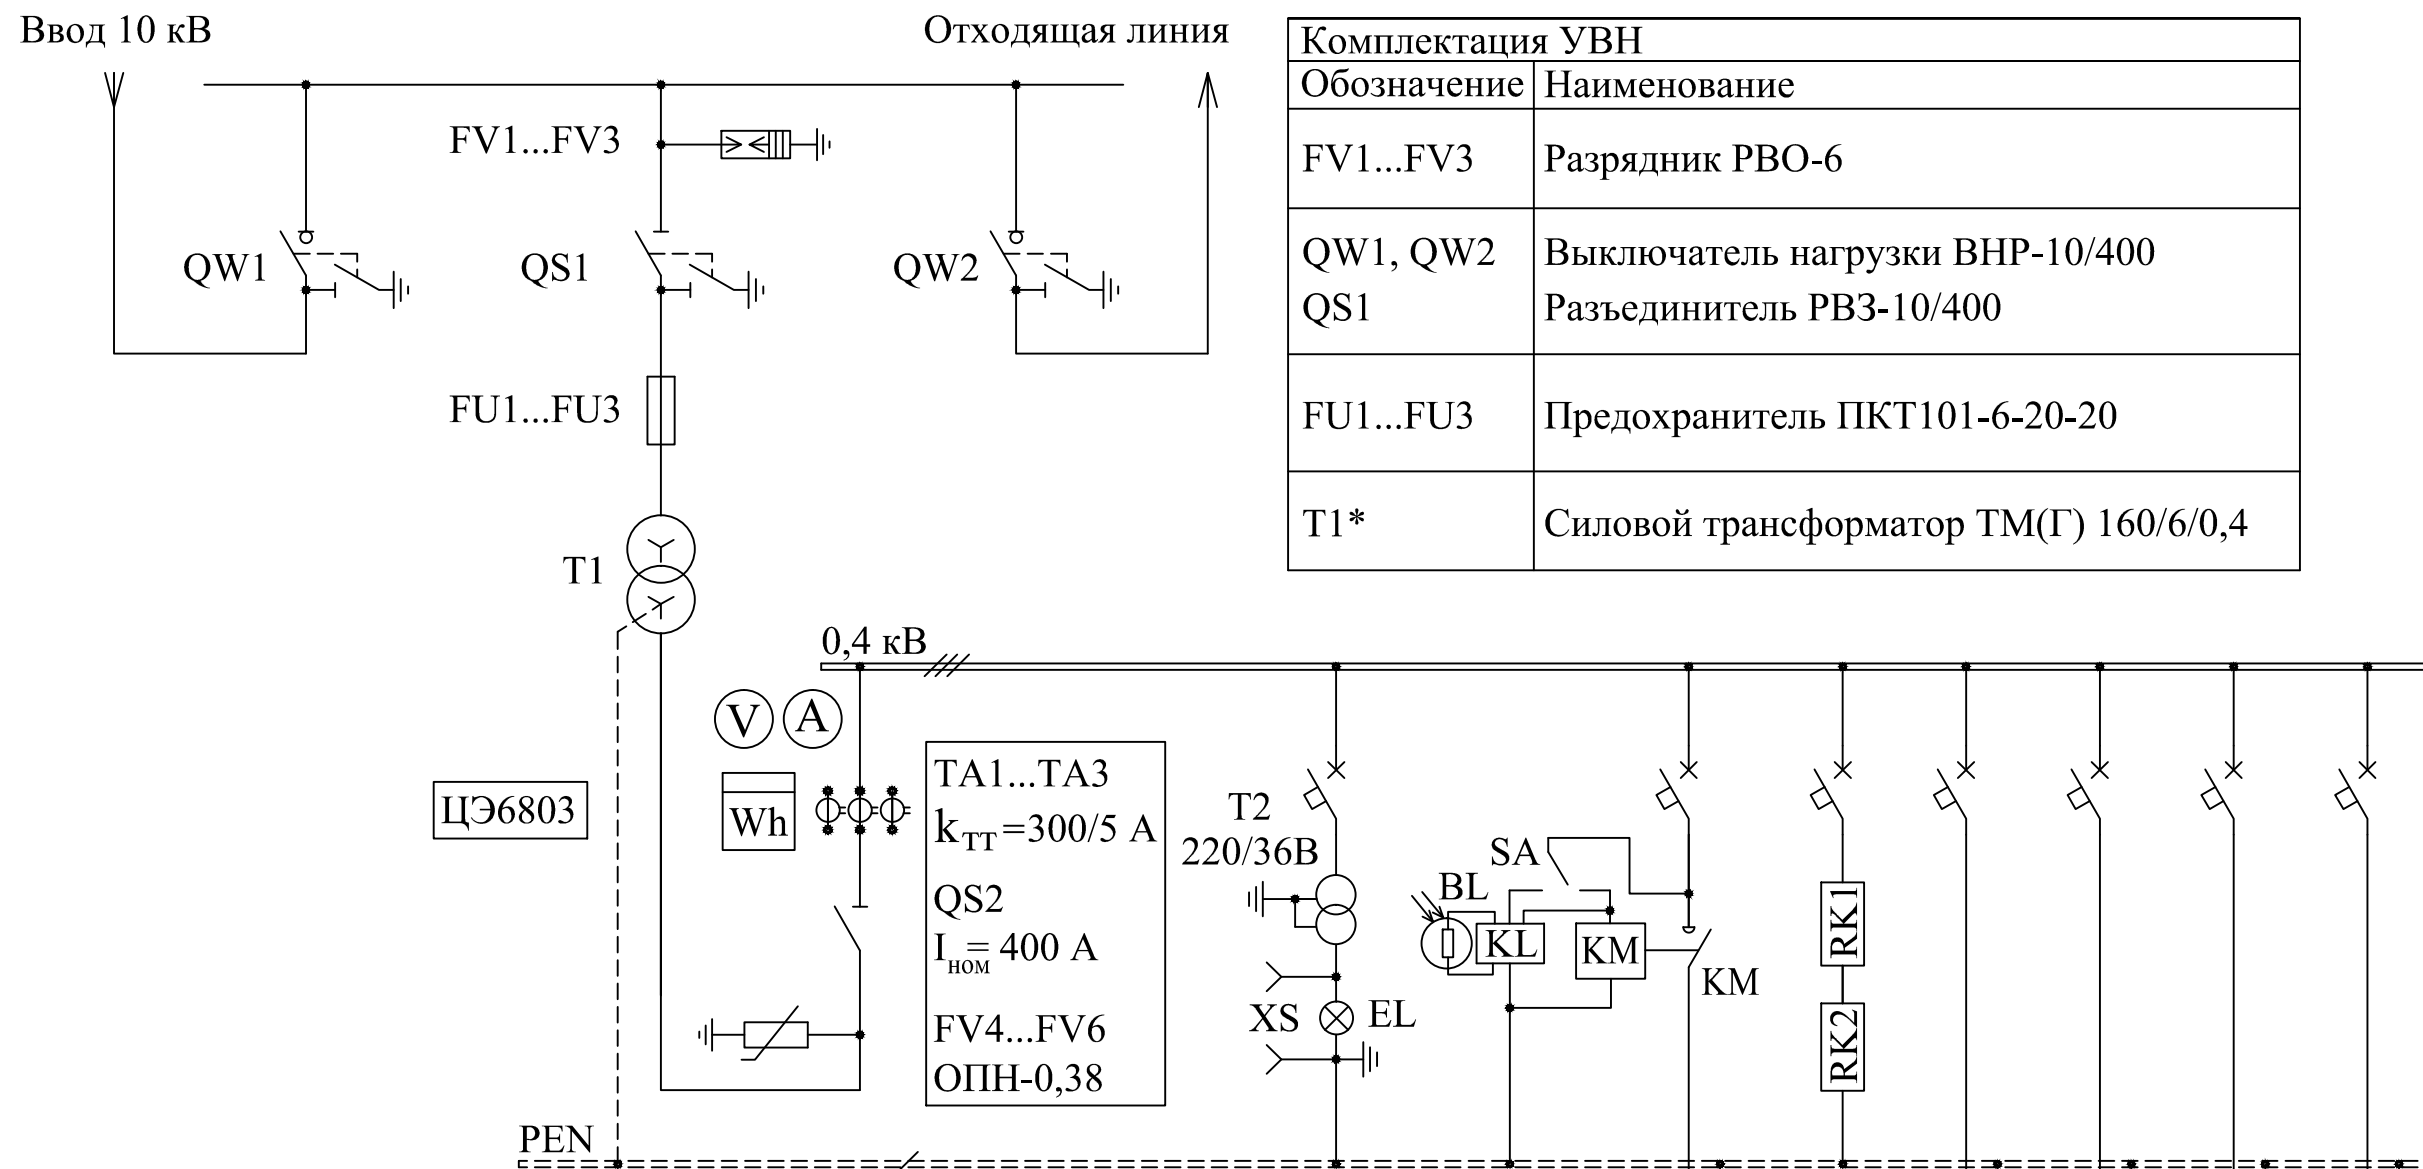 Ввод 10 кВ
Отходящая линия
Комплектация УВН
Обозначение Наименование
FV1...FV3 Разрядник РВО-6
QW1, QW2 Выключатель нагрузки ВНР-10/400
QS1 Разъединитель РВЗ-10/400
FU1...FU3 Предохранитель ПКТ101-6-20-20
T1* Силовой трансформатор ТМ(Г) 160/6/0,4
FV1...FV3
QW1
QS1
QW2
FU1...FU3
T1
0,4 кВ
V A
ЦЭ6803
Wh
TA1...TA3
kТТ=300/5 А
QS2
Iном= 400 А
FV4...FV6
ОПН-0,38
T2
220/36В
XS
EL
SA
BL
KL
KM
KM
RK1
RK2
PEN